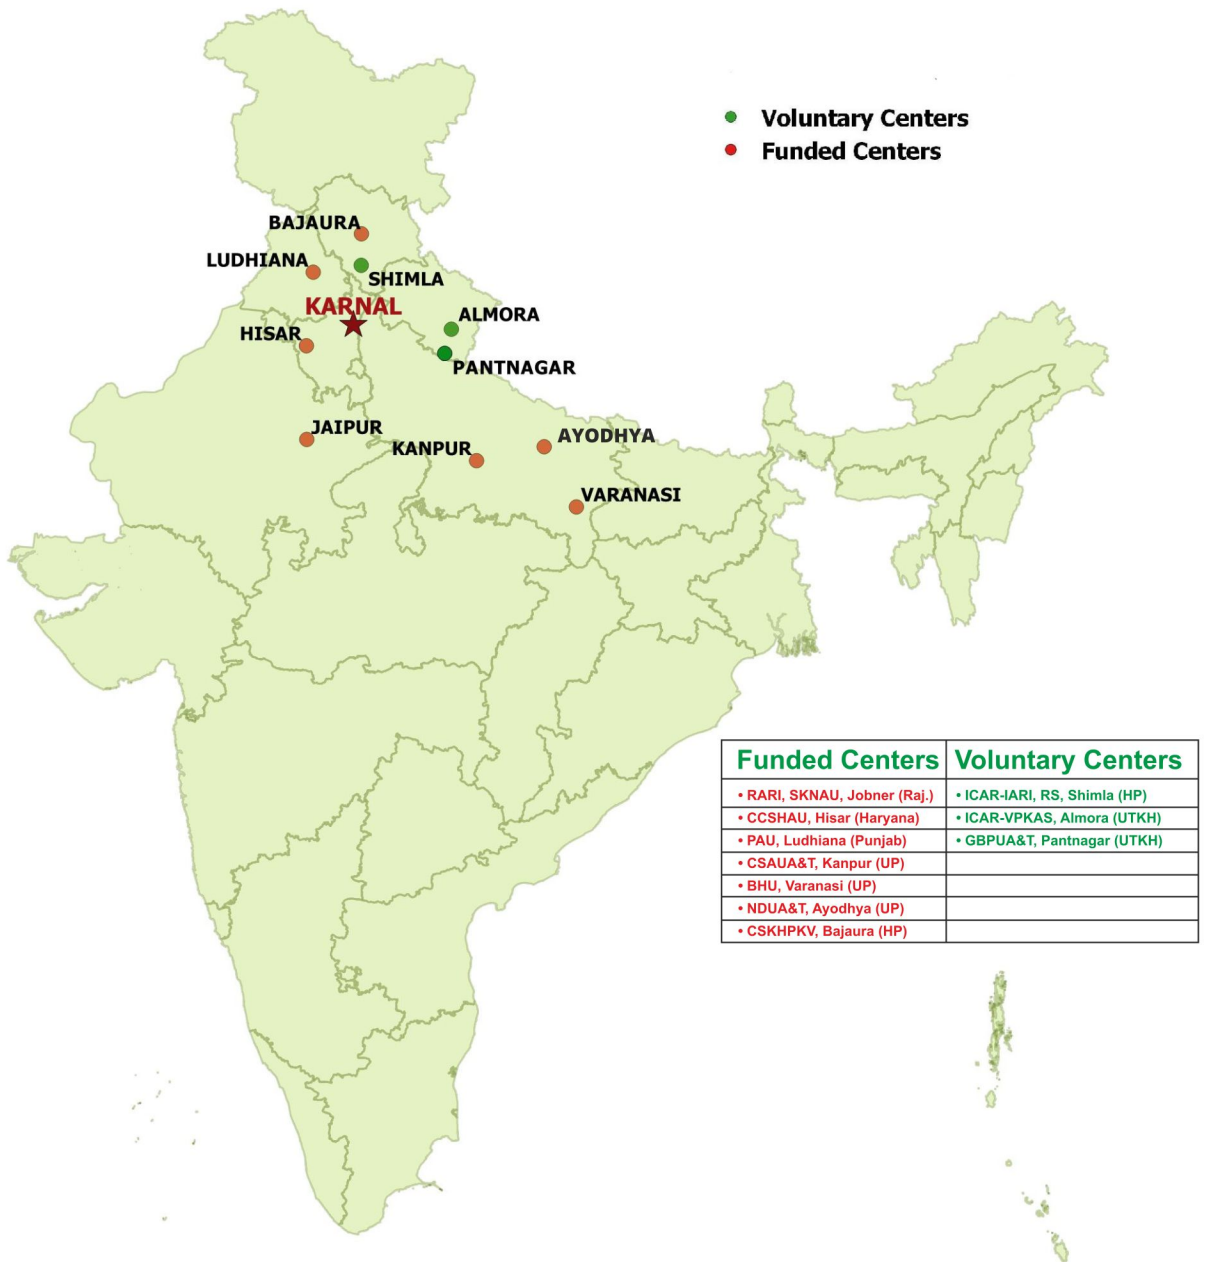 Voluntary Centers
Funded Centers
BAJAURA
LUDHIANA
SHIMLA
KARNAL
ALMORA
HISAR
PANTNAGAR
JAIPUR
AYODHYA
KANPUR
VARANASI
Funded Centers Voluntary Centers
• RARI, SKNAU, Jobner (Raj.) • ICAR-IARI, RS, Shimla (HP)
• CCSHAU, Hisar (Haryana) • ICAR-VPKAS, Almora (UTKH)
• PAU, Ludhiana (Punjab) • GBPUA&T, Pantnagar (UTKH)
• CSAUA&T, Kanpur (UP)
• BHU, Varanasi (UP)
• NDUA&T, Ayodhya (UP)
• CSKHPKV, Bajaura (HP)